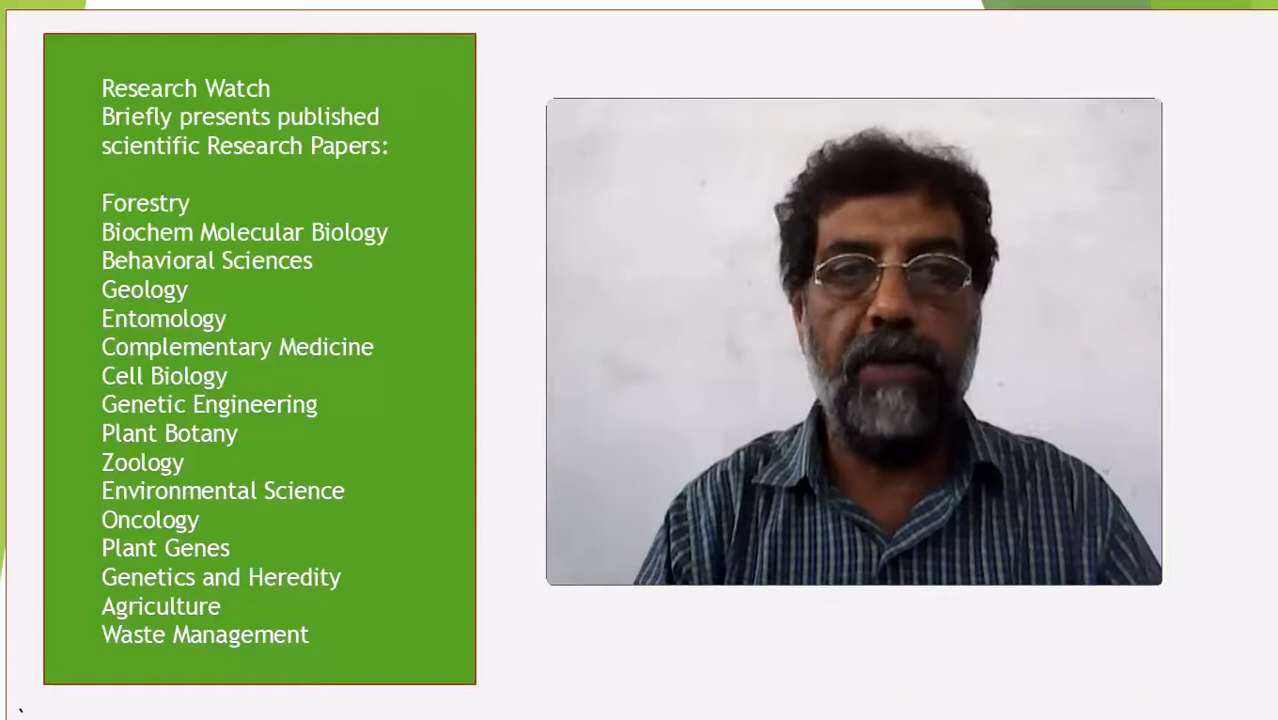 Research Watch
Briefly presents published
scientific Research Papers:
Forestry
Biochem Molecular Biology
Behavioral Sciences
Geology
Entomology
Complementary Medicine
Cell Biology
Genetic Engineering
Plant Botany
Zoology
Environmental Science
Oncology
Plant Genes
Genetics and Heredity
Agriculture
Waste Management
`